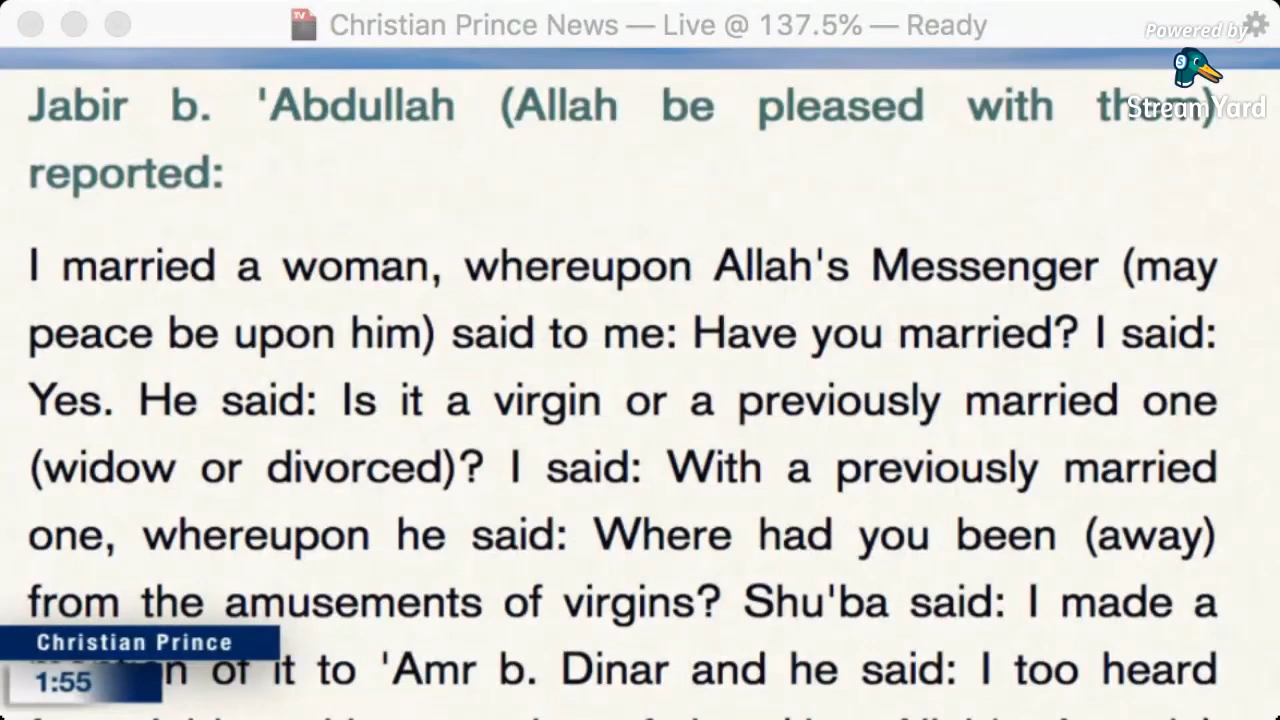 Christian Prince News — Live @ 137.5% — Ready
Powered by
StreamYard
Jabir b. 'Abdullah (Allah be pleased with them)
reported:
I married a woman, whereupon Allah's Messenger (may
peace be upon him) said to me: Have you married? I said:
Yes. He said: Is it a virgin or a previously married one
(widow or divorced)? I said: With a previously married
one, whereupon he said: Where had you been (away)
from the amusements of virgins? Shu'ba said: I made a
of it to 'Amr b. Dinar and he said: I too heard
Christian Prince
1:55